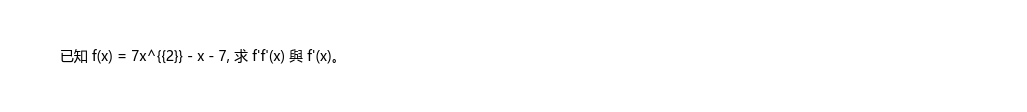 已知 f(x) = 7x^{{2}} - x - 7, 求 f'f'(x) 與 f'(x)。